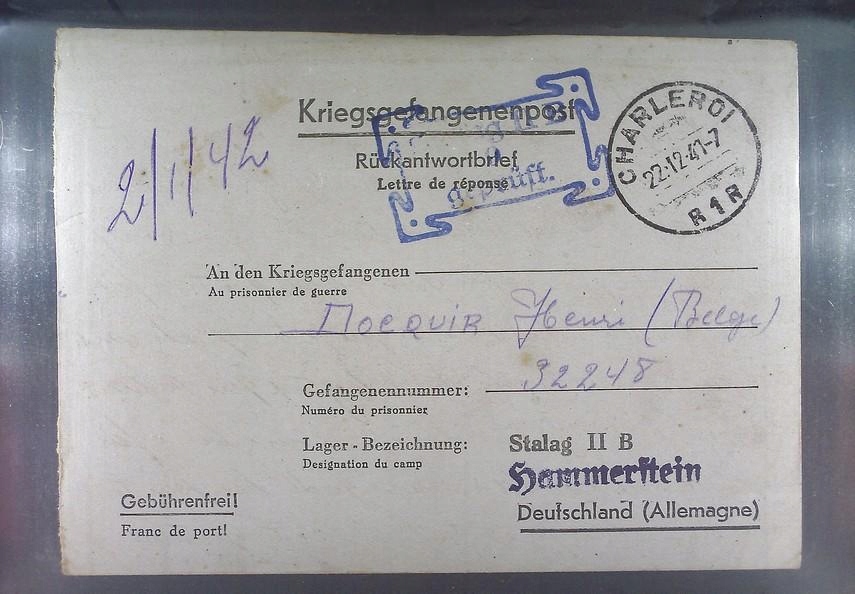 Kriegsgefangenenpost
Rückantwortbrief
Lettre de réponse
geprüft.
CHARLEROI
22-12-41-7
R 1 R
2/1/42
An den Kriegsgefangenen
Au prisonnier de guerre
Mocquir Henri (Belge)
Gefangenennummer: 32248
Numéro du prisonnier
Lager-Bezeichnung: Stalag II B
Designation du camp
Hammerstein
Deutschland (Allemagne)
Gebührenfrei!
Franc de port!